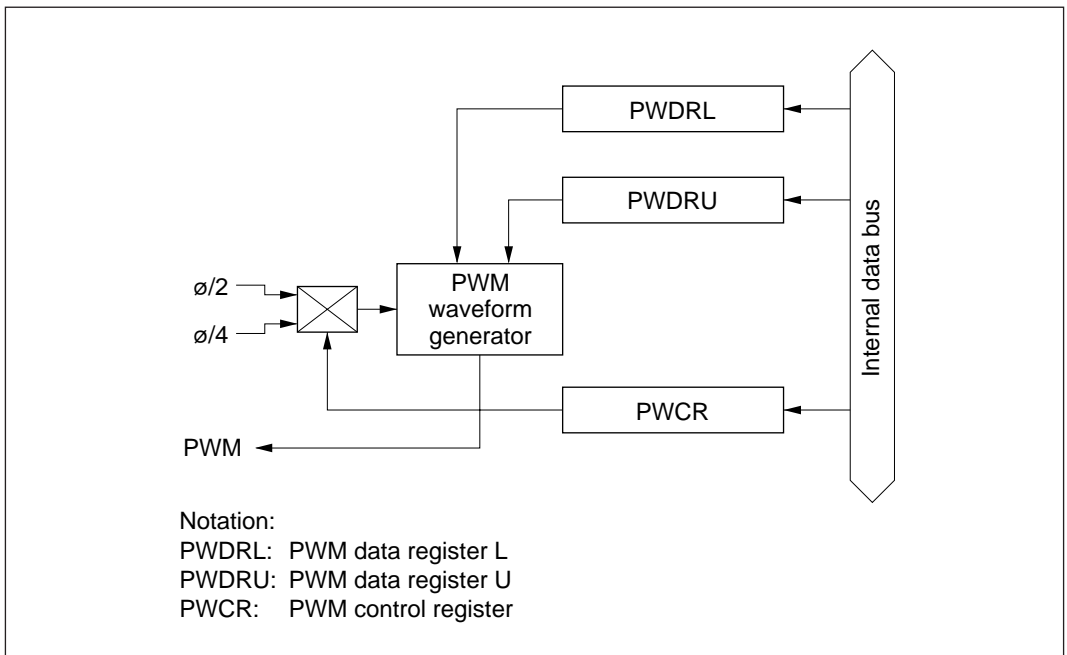 PWDRL
PWDRU
Internal data bus
ø/2
ø/4
PWM
waveform
generator
PWCR
PWM
Notation:
PWDRL: PWM data register L
PWDRU: PWM data register U
PWCR: PWM control register